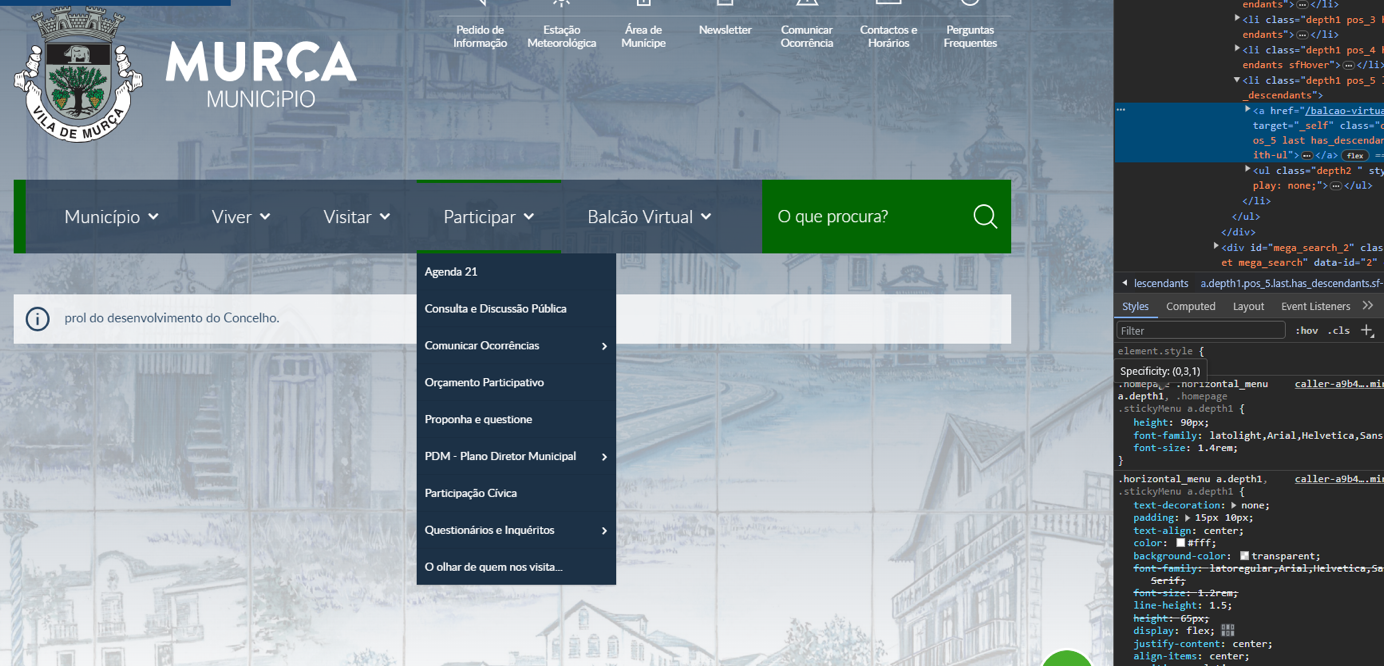 VILA DE MURÇA
MURÇA
MUNICÍPIO
Pedido de
Informação
Estação
Meteorológica
Área de
Munícipe
Newsletter
Comunicar
Ocorrência
Contactos e
Horários
Perguntas
Frequentes
Município
Viver
Visitar
Participar
Balcão Virtual
O que procura?
Agenda 21
Consulta e Discussão Pública
Comunicar Ocorrências
Orçamento Participativo
Proponha e questione
PDM - Plano Diretor Municipal
Participação Cívica
Questionários e Inquéritos
O olhar de quem nos visita...
prol do desenvolvimento do Concelho.
endants">…</li>
<li class="depth1 pos_3 h
endants">…</li>
<li class="depth1 pos_4 h
endants sfHover">…</li>
<li class="depth1 pos_5 l
_descendants">
<a href="/balcao-virtua
target="_self" class="d
os_5 last has_descendan
ith-ul">…</a> flex ==
<ul class="depth2 " sty
play: none;">…</ul>
</li>
</ul>
</div>
<div id="mega_search_2" clas
et mega_search" data-id="2"
lescendants a.depth1.pos_5.last.has_descendants.sf-
Styles Computed Layout Event Listeners
Filter :hov .cls
element.style {
Specificity: (0,3,1)
.homepage .horizontal_menu caller-a9b4….min
a.depth1, .homepage
.stickyMenu a.depth1 {
height: 90px;
font-family: latolight,Arial,Helvetica,Sans
font-size: 1.4rem;
}
.horizontal_menu a.depth1, caller-a9b4….min
.stickyMenu a.depth1 {
text-decoration: none;
padding: 15px 10px;
text-align: center;
color: #fff;
background-color: transparent;
font-family: latoregular,Arial,Helvetica,Sa
Serif;
font-size: 1.2rem;
line-height: 1.5;
height: 65px;
display: flex;
justify-content: center;
align-items: center;